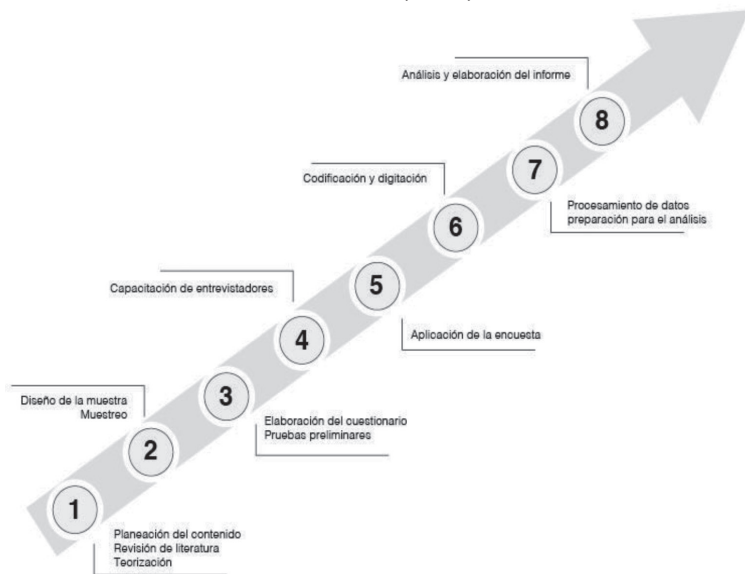 Análisis y elaboración del informe
8
7
Codificación y digitación
Procesamiento de datos
preparación para el análisis
6
Capacitación de entrevistadores
5
Aplicación de la encuesta
4
Diseño de la muestra
Muestreo
3
Elaboración del cuestionario
Pruebas preliminares
2
1
Planeación del contenido
Revisión de literatura
Teorización